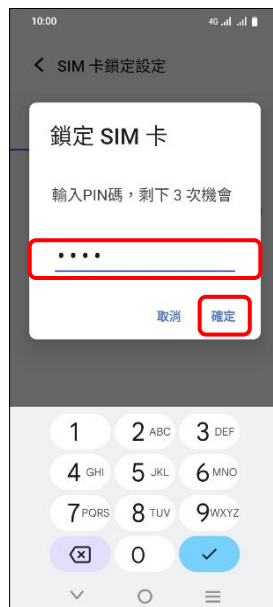 10:00 4G
SIM 卡鎖定設定
鎖定 SIM 卡
輸入PIN碼，剩下 3 次機會
••••
取消 確定
1 2 ABC 3 DEF
4 GHI 5 JKL 6 MNO
7 PQRS 8 TUV 9 WXYZ
0